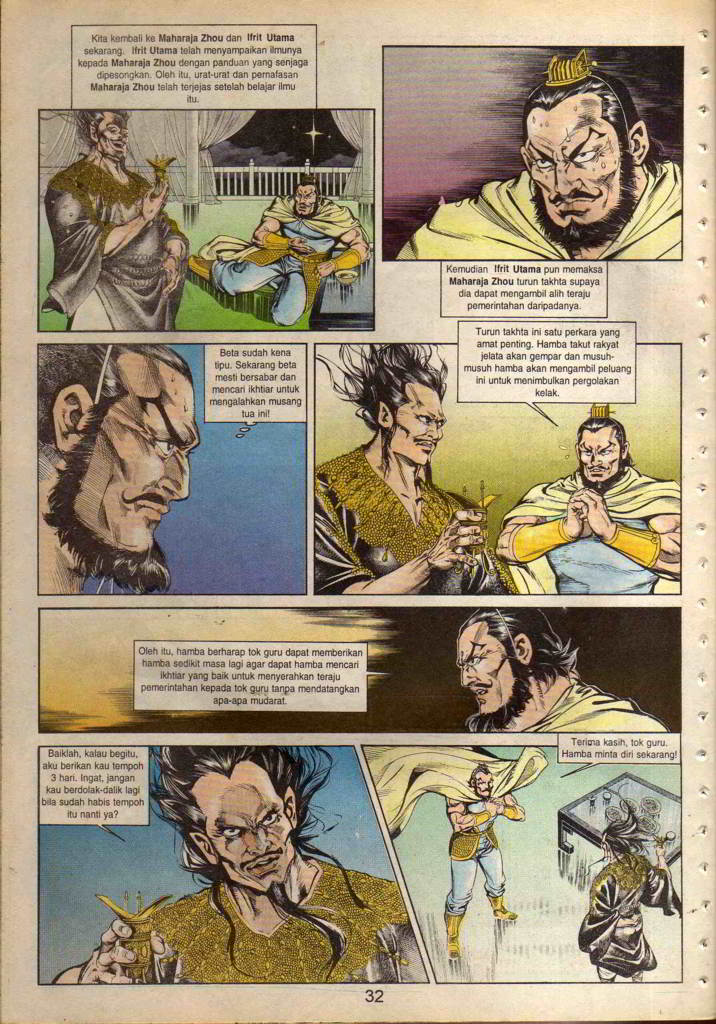 Kita kembali ke Maharaja Zhou dan Ifrit Utama
sekarang. Ifrit Utama telah menyampaikan ilmunya
kepada Maharaja Zhou dengan panduan yang senjaga
dipesongkan. Oleh itu, urat-urat dan pernafasan
Maharaja Zhou telah terjejas setelah belajar ilmu
itu.
Kemudian Ifrit Utama pun memaksa
Maharaja Zhou turun takhta supaya
dia dapat mengambil alih teraju
pemerintahan daripadanya.
Beta sudah kena
tipu. Sekarang beta
mesti bersabar dan
mencari ikhtiar untuk
mengalahkan musang
tua ini!
Turun takhta ini satu perkara yang
amat penting. Hamba takut rakyat
jelata akan gempar dan musuh-
musuh hamba akan mengambil peluang
ini untuk menimbulkan pergolakan
kelak.
Oleh itu, hamba berharap tok guru dapat memberikan
hamba sedikit masa lagi agar dapat hamba mencari
ikhtiar yang baik untuk menyerahkan teraju
pemerintahan kepada tok guru tanpa mendatangkan
apa-apa mudarat.
Baiklah, kalau begitu,
aku berikan kau tempoh
3 hari. Ingat, jangan
kau berdolak-dalik lagi
bila sudah habis tempoh
itu nanti ya?
Terima kasih, tok guru.
Hamba minta diri sekarang!
32